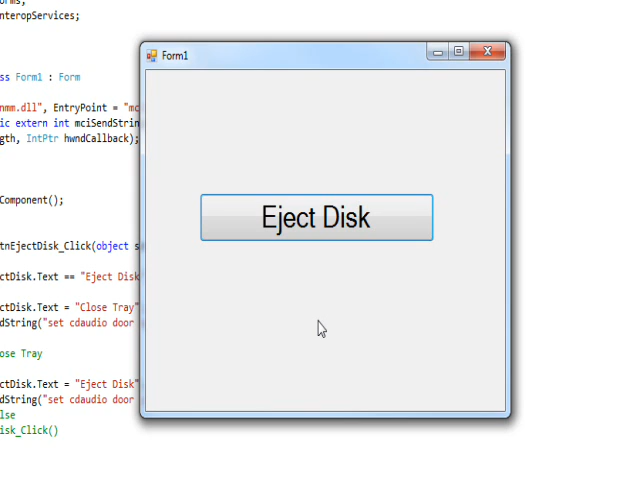 orms;
nteropServices;
Form1
ss Form1 : Form
nmm.dll", EntryPoint = "mc
ic extern int mciSendStrin
gth, IntPtr hwndCallback);
Component();
Eject Disk
tnEjectDisk_Click(object s
ctDisk.Text == "Eject Disk
ctDisk.Text = "Close Tray"
dString("set cdaudio door
ose Tray
ctDisk.Text = "Eject Disk"
dString("set cdaudio door
lse
isk_Click()